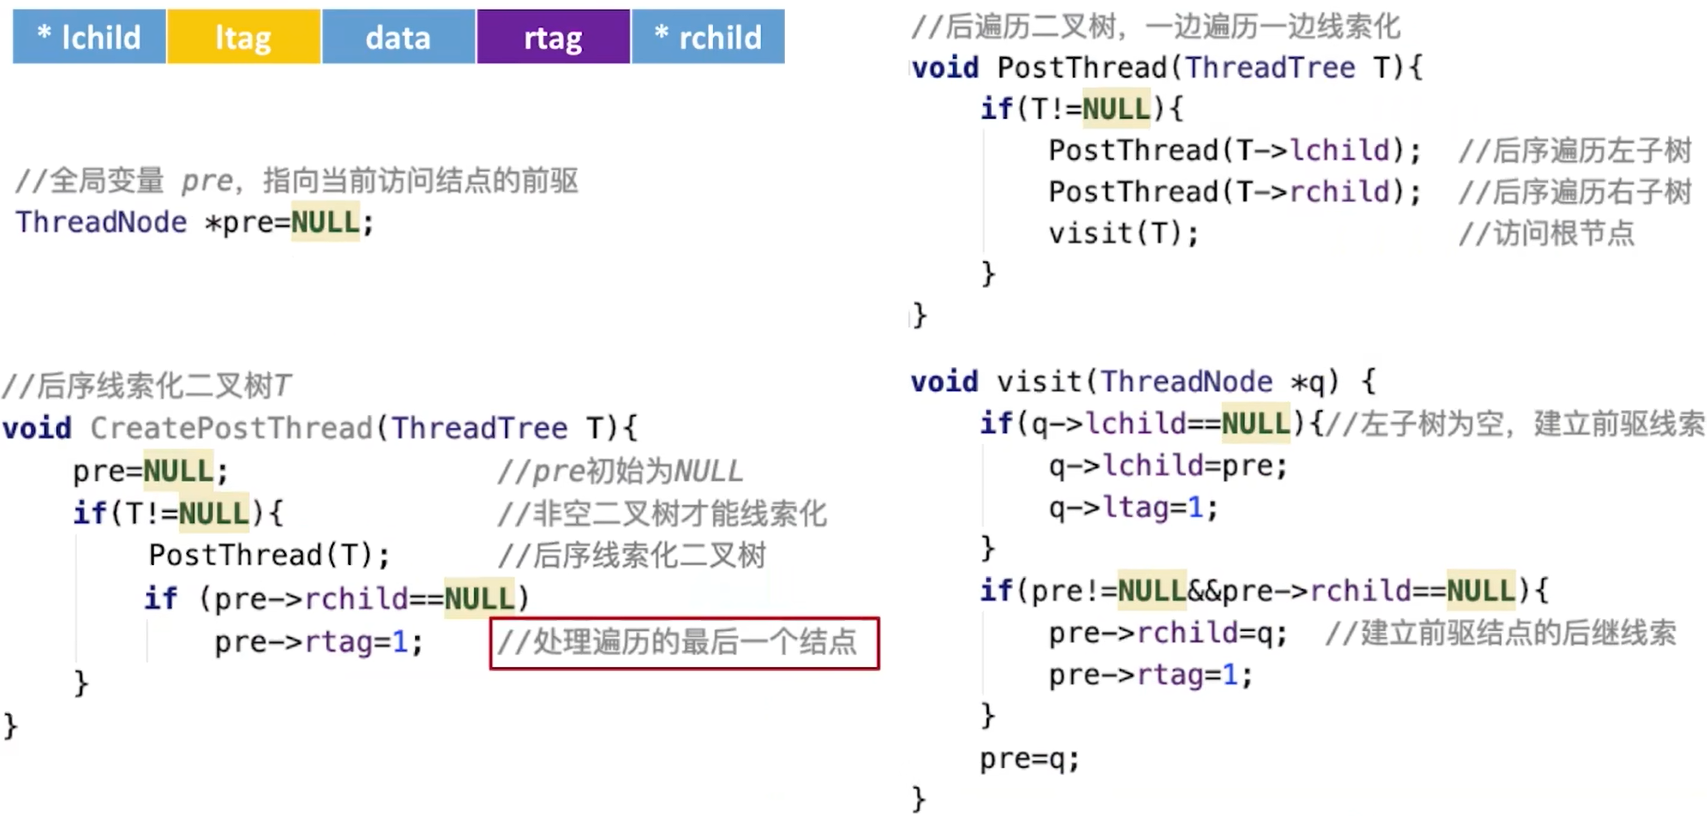 * lchild ltag data rtag * rchild
//全局变量 pre，指向当前访问结点的前驱
ThreadNode *pre=NULL;
//后序线索化二叉树T
void CreatePostThread(ThreadTree T){
pre=NULL; //pre初始为NULL
if(T!=NULL){ //非空二叉树才能线索化
PostThread(T); //后序线索化二叉树
if (pre->rchild==NULL)
pre->rtag=1; //处理遍历的最后一个结点
}
}
//后遍历二叉树，一边遍历一边线索化
void PostThread(ThreadTree T){
if(T!=NULL){
PostThread(T->lchild); //后序遍历左子树
PostThread(T->rchild); //后序遍历右子树
visit(T); //访问根节点
}
}
void visit(ThreadNode *q) {
if(q->lchild==NULL){//左子树为空，建立前驱线索
q->lchild=pre;
q->ltag=1;
}
if(pre!=NULL&&pre->rchild==NULL){
pre->rchild=q; //建立前驱结点的后继线索
pre->rtag=1;
}
pre=q;
}